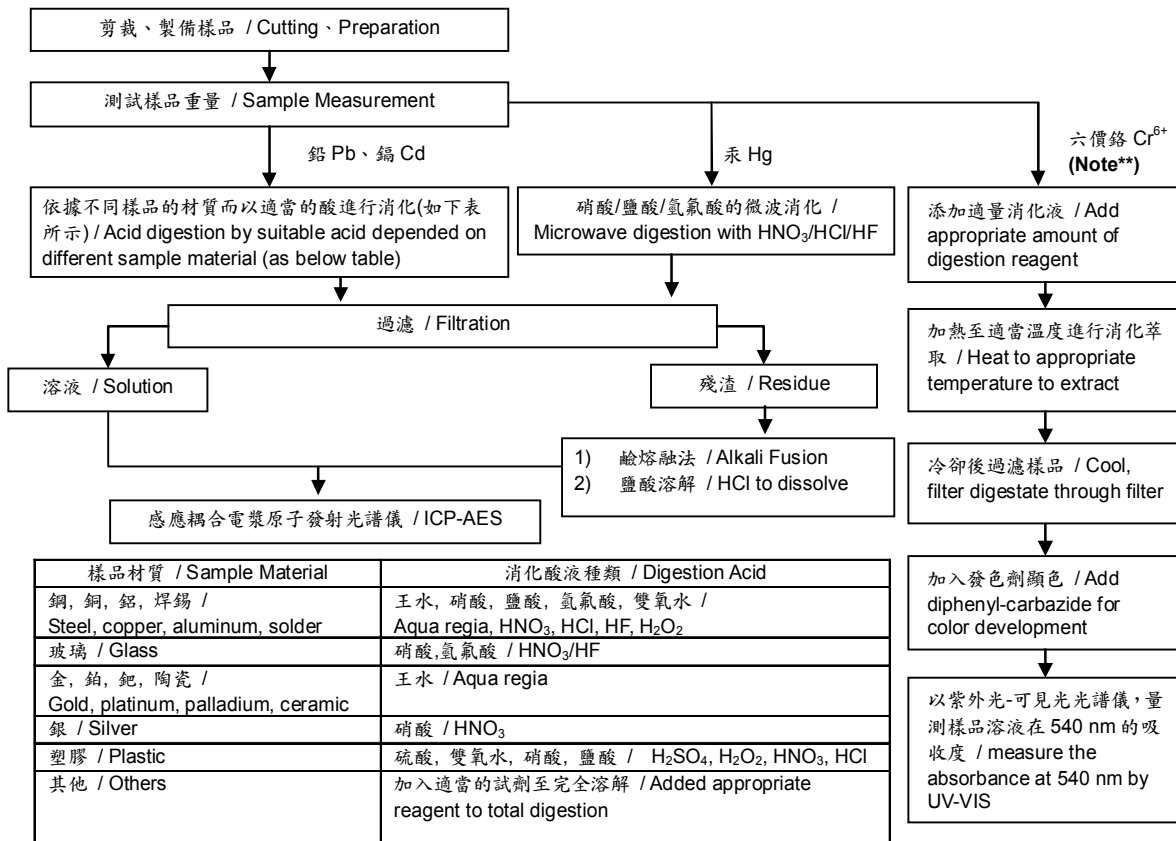 剪裁、製備樣品 / Cutting、Preparation
測試樣品重量 / Sample Measurement
鉛 Pb、鎘 Cd
汞 Hg
六價鉻 Cr⁶⁺
(Note**)
依據不同樣品的材質而以適當的酸進行消化(如下表
所示) / Acid digestion by suitable acid depended on
different sample material (as below table)
硝酸/鹽酸/氫氟酸的微波消化 /
Microwave digestion with HNO₃/HCl/HF
添加適量消化液 / Add
appropriate amount of
digestion reagent
過濾 / Filtration
加熱至適當溫度進行消化萃
取 / Heat to appropriate
temperature to extract
溶液 / Solution
殘渣 / Residue
1) 鹼熔融法 / Alkali Fusion
2) 鹽酸溶解 / HCl to dissolve
冷卻後過濾樣品 / Cool,
filter digestate through filter
感應耦合電漿原子發射光譜儀 / ICP-AES
加入發色劑顯色 / Add
diphenyl-carbazide for
color development
以紫外光-可見光光譜儀，量
測樣品溶液在 540 nm 的吸
收度 / measure the
absorbance at 540 nm by
UV-VIS
樣品材質 / Sample Material
消化酸液種類 / Digestion Acid
鋼, 銅, 鋁, 焊錫 /
Steel, copper, aluminum, solder
王水, 硝酸, 鹽酸, 氫氟酸, 雙氧水 /
Aqua regia, HNO₃, HCl, HF, H₂O₂
玻璃 / Glass
硝酸,氫氟酸 / HNO₃/HF
金, 鉑, 鈀, 陶瓷 /
Gold, platinum, palladium, ceramic
王水 / Aqua regia
銀 / Silver
硝酸 / HNO₃
塑膠 / Plastic
硫酸, 雙氧水, 硝酸, 鹽酸 / H₂SO₄, H₂O₂, HNO₃, HCl
其他 / Others
加入適當的試劑至完全溶解 / Added appropriate
reagent to total digestion